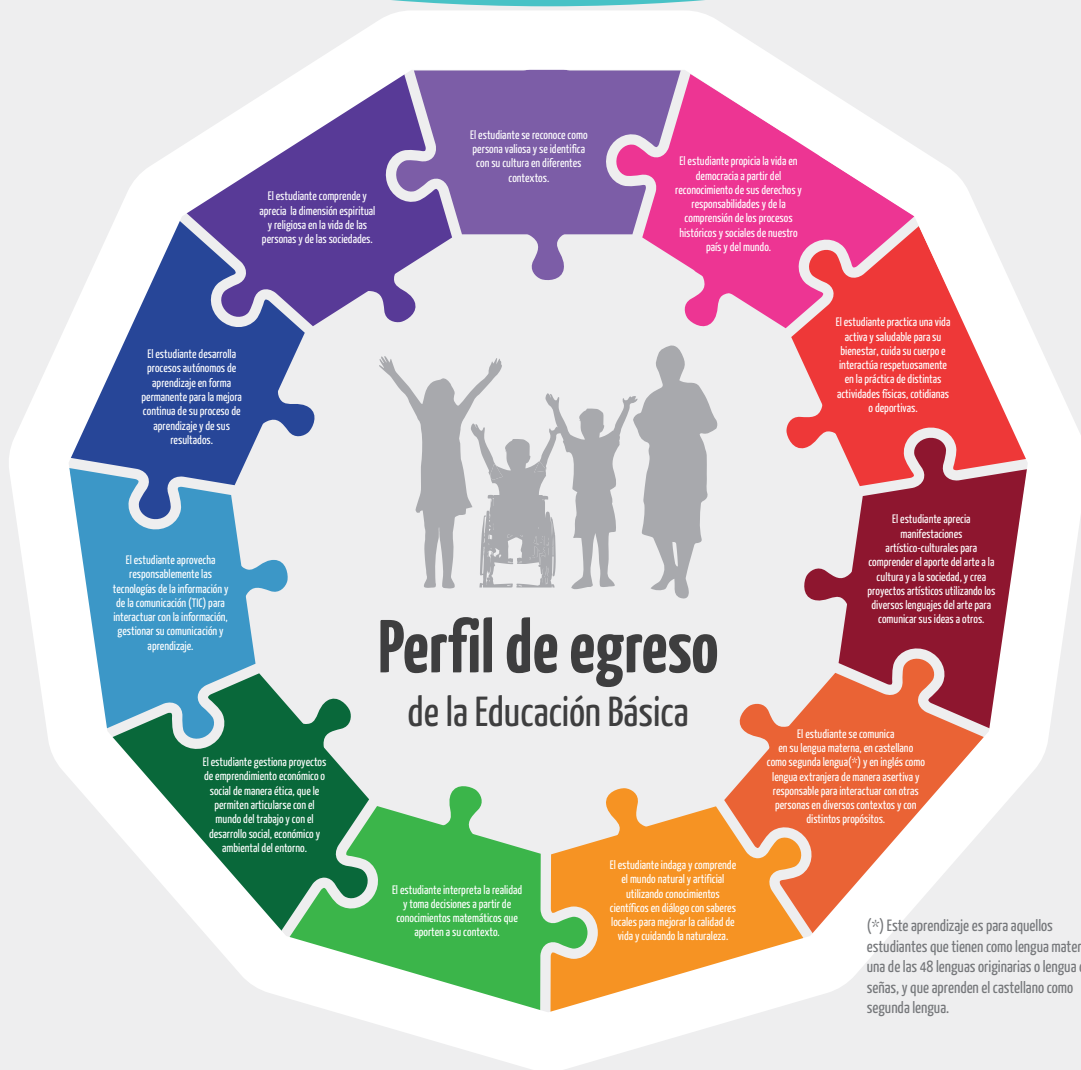 El estudiante se reconoce como
persona valiosa y se identifica
con su cultura en diferentes
contextos.
El estudiante propicia la vida en
democracia a partir del
reconocimiento de sus derechos y
responsabilidades y de la
comprensión de los procesos
históricos y sociales de nuestro
país y del mundo.
El estudiante practica una vida
activa y saludable para su
bienestar, cuida su cuerpo e
interactúa respetuosamente
en la práctica de distintas
actividades físicas, cotidianas
o deportivas.
El estudiante aprecia
manifestaciones
artístico-culturales para
comprender el aporte del arte a la
cultura y a la sociedad, y crea
proyectos artísticos utilizando los
diversos lenguajes del arte para
comunicar sus ideas a otros.
El estudiante se comunica
en su lengua materna, en castellano
como segunda lengua(*) y en inglés como
lengua extranjera de manera asertiva y
responsable para interactuar con otras
personas en diversos contextos y con
distintos propósitos.
El estudiante indaga y comprende
el mundo natural y artificial
utilizando conocimientos
científicos en diálogo con saberes
locales para mejorar la calidad de
vida y cuidando la naturaleza.
El estudiante interpreta la realidad
y toma decisiones a partir de
conocimientos matemáticos que
aporten a su contexto.
El estudiante gestiona proyectos
de emprendimiento económico o
social de manera ética, que le
permiten articularse con el
mundo del trabajo y con el
desarrollo social, económico y
ambiental del entorno.
El estudiante aprovecha
responsablemente las
tecnologías de la información y
de la comunicación (TIC) para
interactuar con la información,
gestionar su comunicación y
aprendizaje.
El estudiante desarrolla
procesos autónomos de
aprendizaje en forma
permanente para la mejora
continua de su proceso de
aprendizaje y de sus
resultados.
El estudiante comprende y
aprecia la dimensión espiritual
y religiosa en la vida de las
personas y de las sociedades.
Perfil de egreso
de la Educación Básica
(*) Este aprendizaje es para aquellos
estudiantes que tienen como lengua mater
una de las 48 lenguas originarias o lengua
señas, y que aprenden el castellano como
segunda lengua.